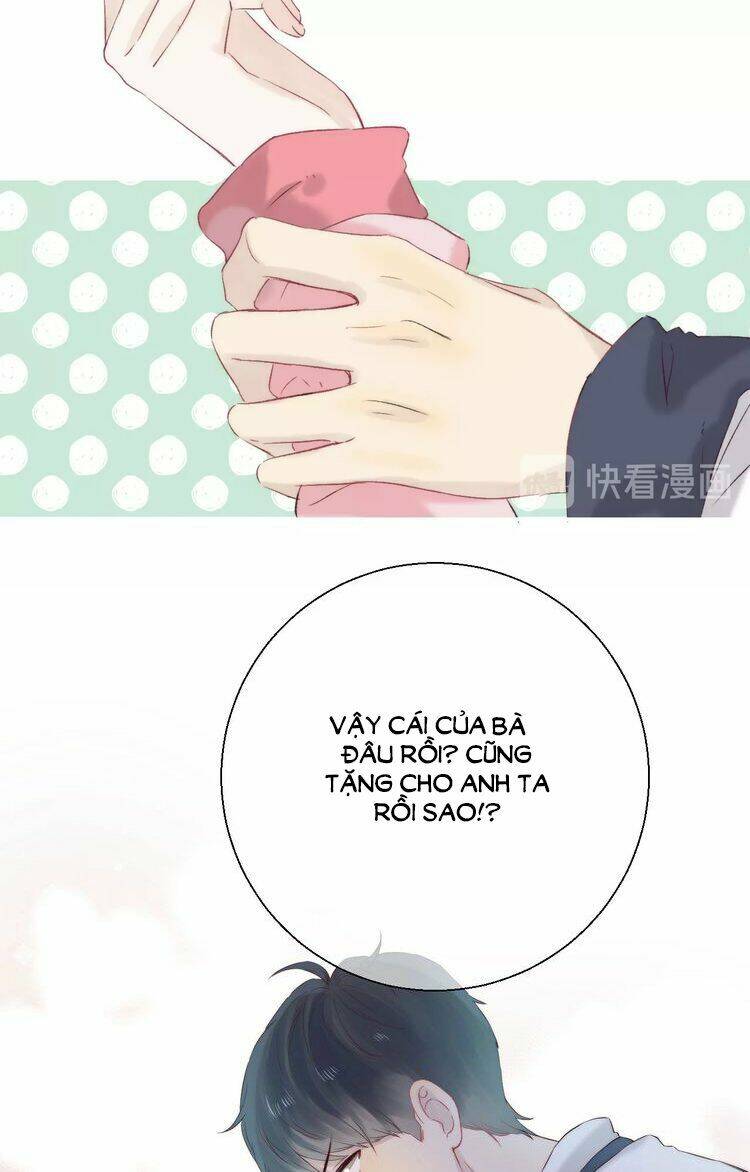 快看漫画
VẬY CÁI CỦA BÀ
ĐÂU RỒI? CŨNG
TẶNG CHO ANH TA
RỒI SAO!?